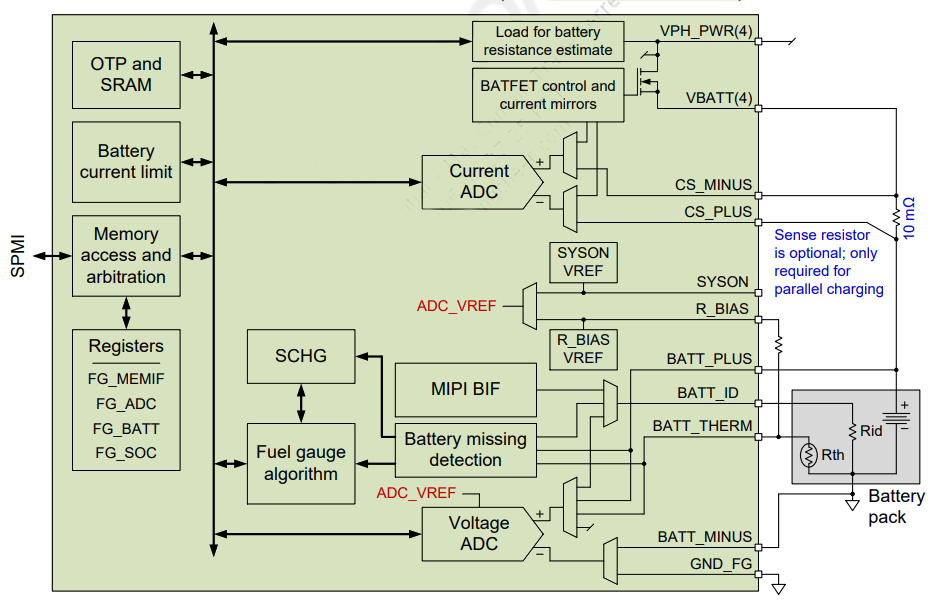 OTP and
SRAM
Battery
current limit
SPMI
Memory
access and
arbitration
Registers
FG_MEMIF
FG_ADC
FG_BATT
FG_SOC
Load for battery
resistance estimate
BATFET control and
current mirrors
Current
ADC
+
−
SYSON
VREF
ADC_VREF
R_BIAS
VREF
SCHG
MIPI BIF
Battery missing
detection
Fuel gauge
algorithm
ADC_VREF
Voltage
ADC
+
−
VPH_PWR(4)
VBATT(4)
CS_MINUS
CS_PLUS
SYSON
R_BIAS
BATT_PLUS
BATT_ID
BATT_THERM
BATT_MINUS
GND_FG
10 mΩ
Sense resistor
is optional; only
required for
parallel charging
Rid
Rth
+
−
Battery
pack